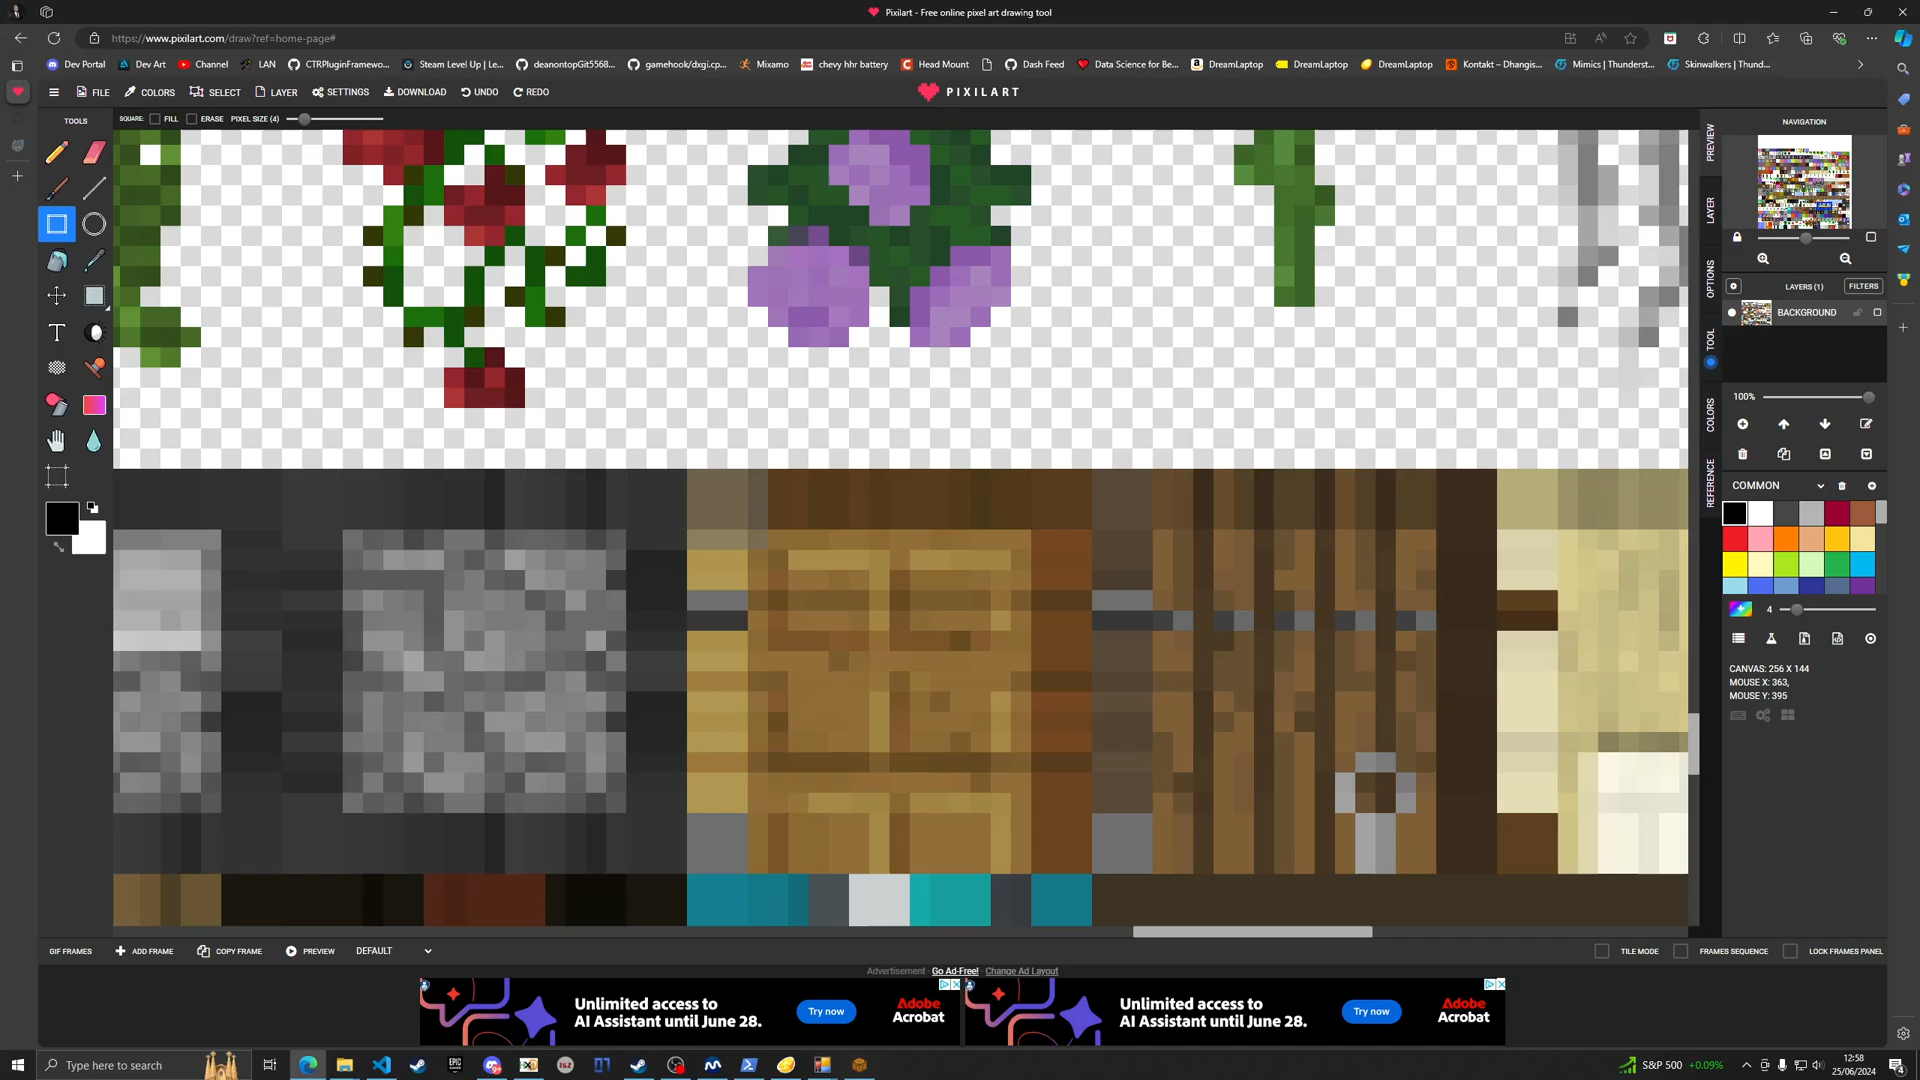 Pixilart - Free online pixel art drawing tool
https://www.pixilart.com/draw?ref=home-page#
Dev Portal
Dev Art
Channel
LAN
CTRPluginFramewo...
Steam Level Up | Le...
deanontopGit5568...
gamehook/dxgi.cp...
Mixamo
chevy hhr battery
Head Mount
Dash Feed
Data Science for Be...
DreamLaptop
DreamLaptop
DreamLaptop
Kontakt – Dhangis...
Mimics | Thunderst...
Skinwalkers | Thund...
FILE COLORS SELECT LAYER SETTINGS DOWNLOAD UNDO REDO
PIXILART
TOOLS
SQUARE: FILL ERASE PIXEL SIZE (4)
PREVIEW
LAYER
OPTIONS
TOOL
COLORS
REFERENCE
NAVIGATION
LAYERS (1)
FILTERS
BACKGROUND
100%
COMMON
4
CANVAS: 256 X 144
MOUSE X: 363,
MOUSE Y: 395
GIF FRAMES ADD FRAME COPY FRAME PREVIEW DEFAULT
TILE MODE FRAMES SEQUENCE LOCK FRAMES PANEL
Advertisement - Go Ad-Free! Change Ad Layout
Unlimited access to
AI Assistant until June 28.
Try now
Adobe
Acrobat
Unlimited access to
AI Assistant until June 28.
Try now
Adobe
Acrobat
Type here to search
S&P 500 +0.09%
12:58
25/06/2024